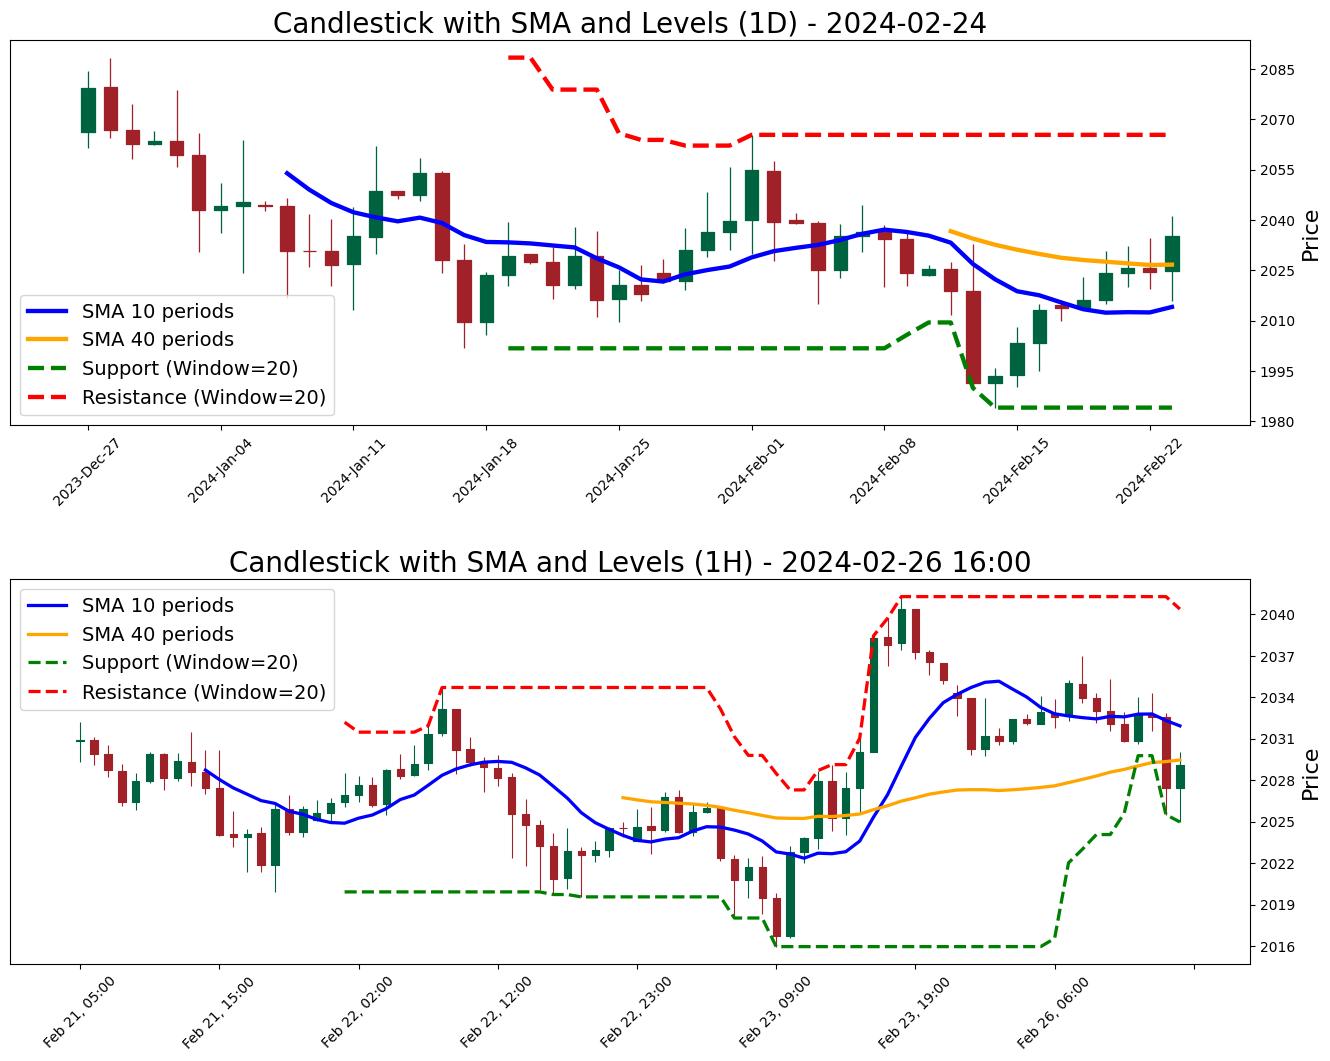 Candlestick with SMA and Levels (1D) - 2024-02-24
2085
2070
2055
2040
2025
2010
1995
1980
Price
SMA 10 periods
SMA 40 periods
Support (Window=20)
Resistance (Window=20)
2023-Dec-27
2024-Jan-04
2024-Jan-11
2024-Jan-18
2024-Jan-25
2024-Feb-01
2024-Feb-08
2024-Feb-15
2024-Feb-22
Candlestick with SMA and Levels (1H) - 2024-02-26 16:00
SMA 10 periods
SMA 40 periods
Support (Window=20)
Resistance (Window=20)
2040
2037
2034
2031
2028
2025
2022
2019
2016
Price
Feb 21, 05:00
Feb 21, 15:00
Feb 22, 02:00
Feb 22, 12:00
Feb 22, 23:00
Feb 23, 09:00
Feb 23, 19:00
Feb 26, 06:00